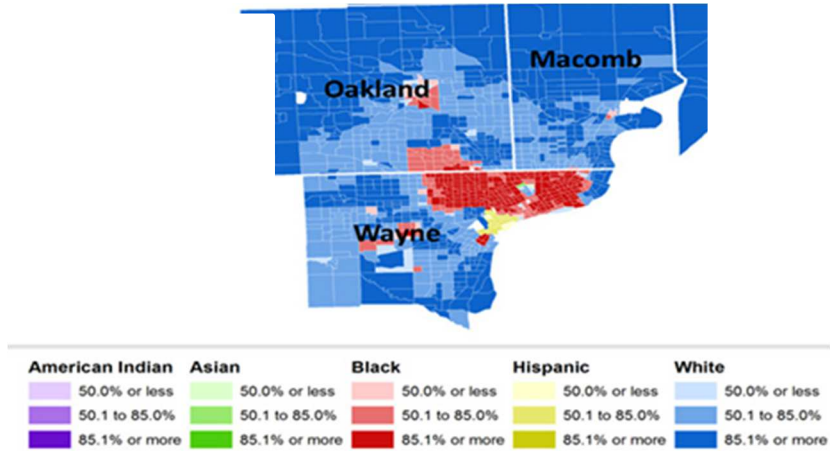 Macomb
Oakland
Wayne
American Indian Asian Black Hispanic White
50.0% or less 50.0% or less 50.0% or less 50.0% or less 50.0% or less
50.1 to 85.0% 50.1 to 85.0% 50.1 to 85.0% 50.1 to 85.0% 50.1 to 85.0%
85.1% or more 85.1% or more 85.1% or more 85.1% or more 85.1% or more